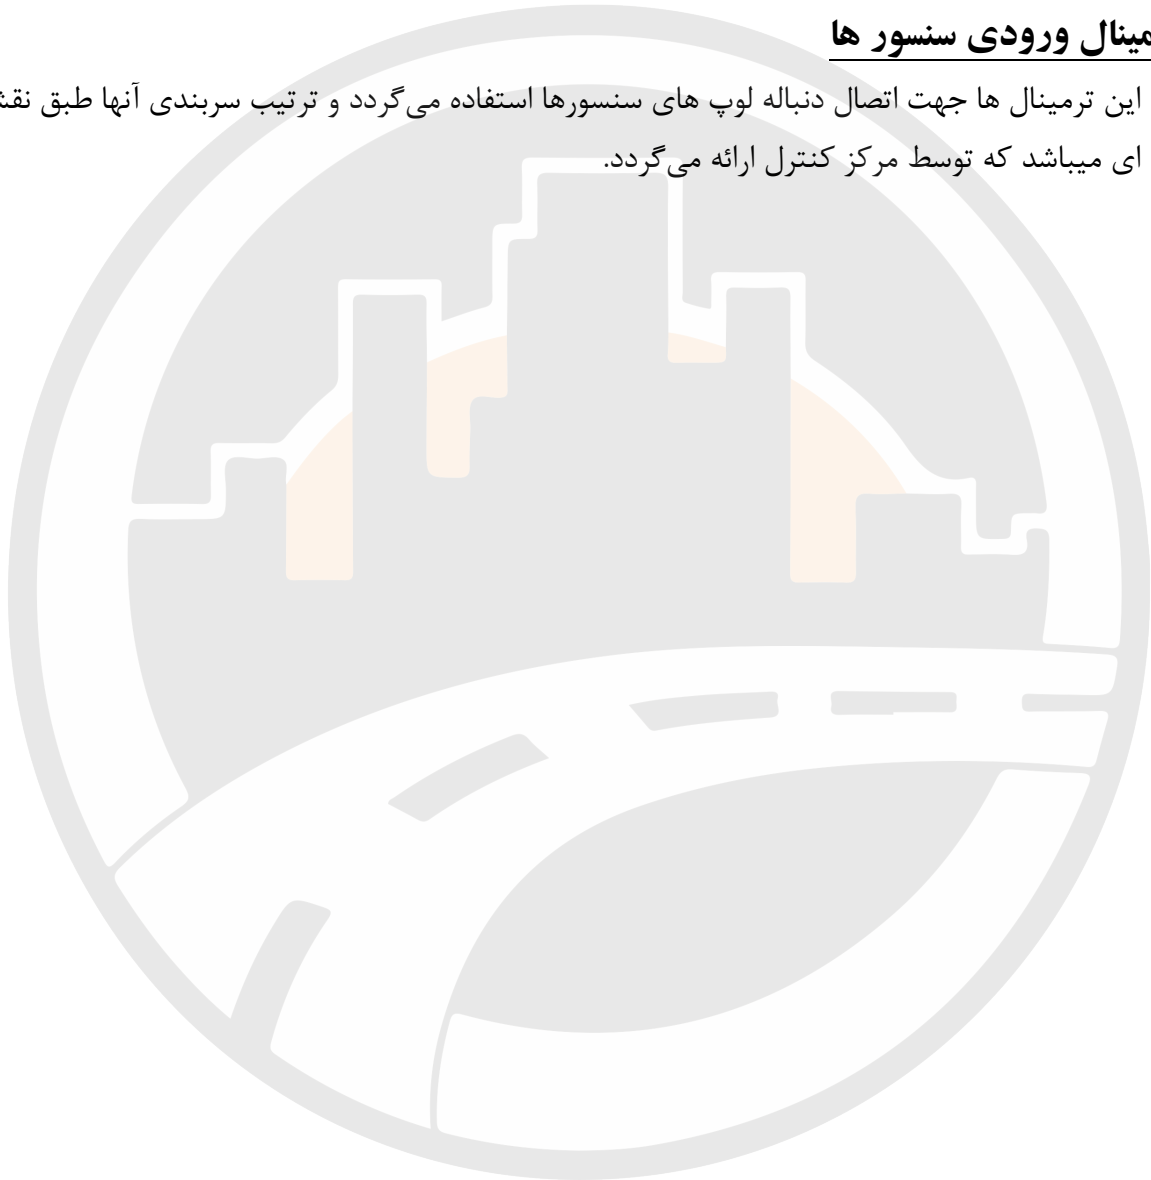 مینال ورودی سنسور ها
این ترمینال ها جهت اتصال دنباله لوپ های سنسورها استفاده می‌گردد و ترتیب سربندی آنها طبق نقش
ای میباشد که توسط مرکز کنترل ارائه می‌گردد.